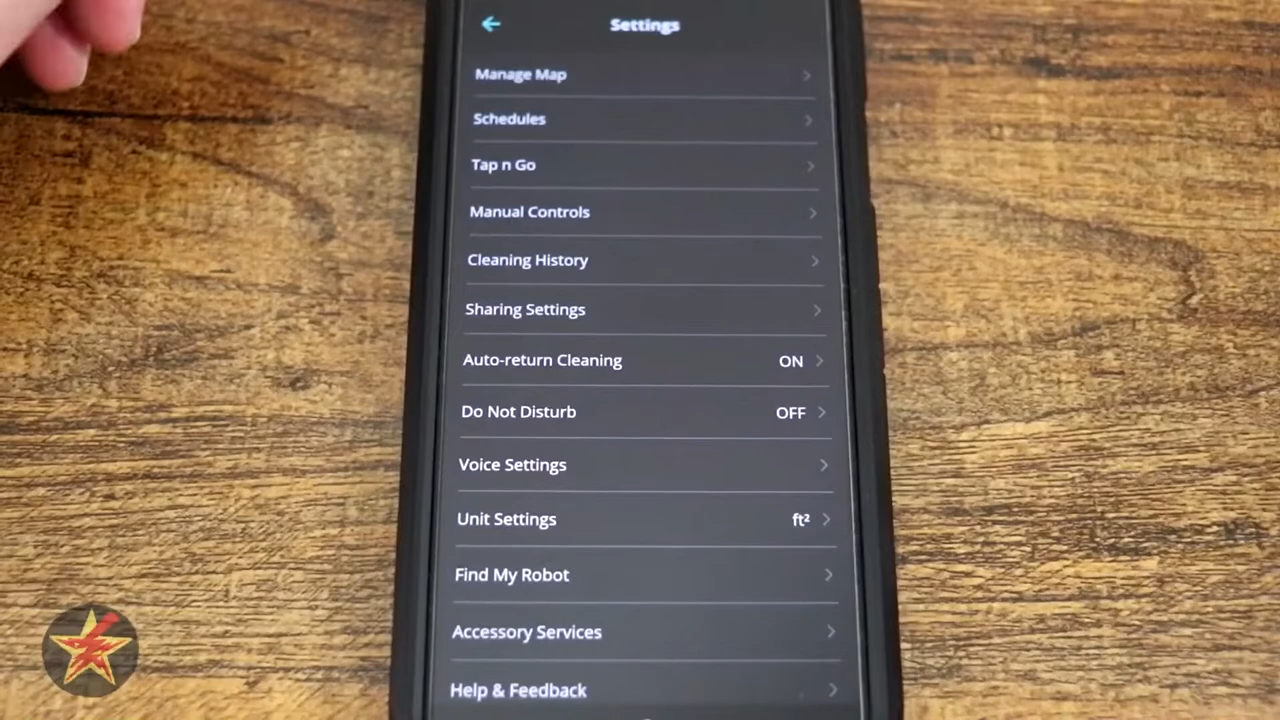 Settings
Manage Map
Schedules
Tap n Go
Manual Controls
Cleaning History
Sharing Settings
Auto-return Cleaning ON
Do Not Disturb OFF
Voice Settings
Unit Settings ft²
Find My Robot
Accessory Services
Help & Feedback